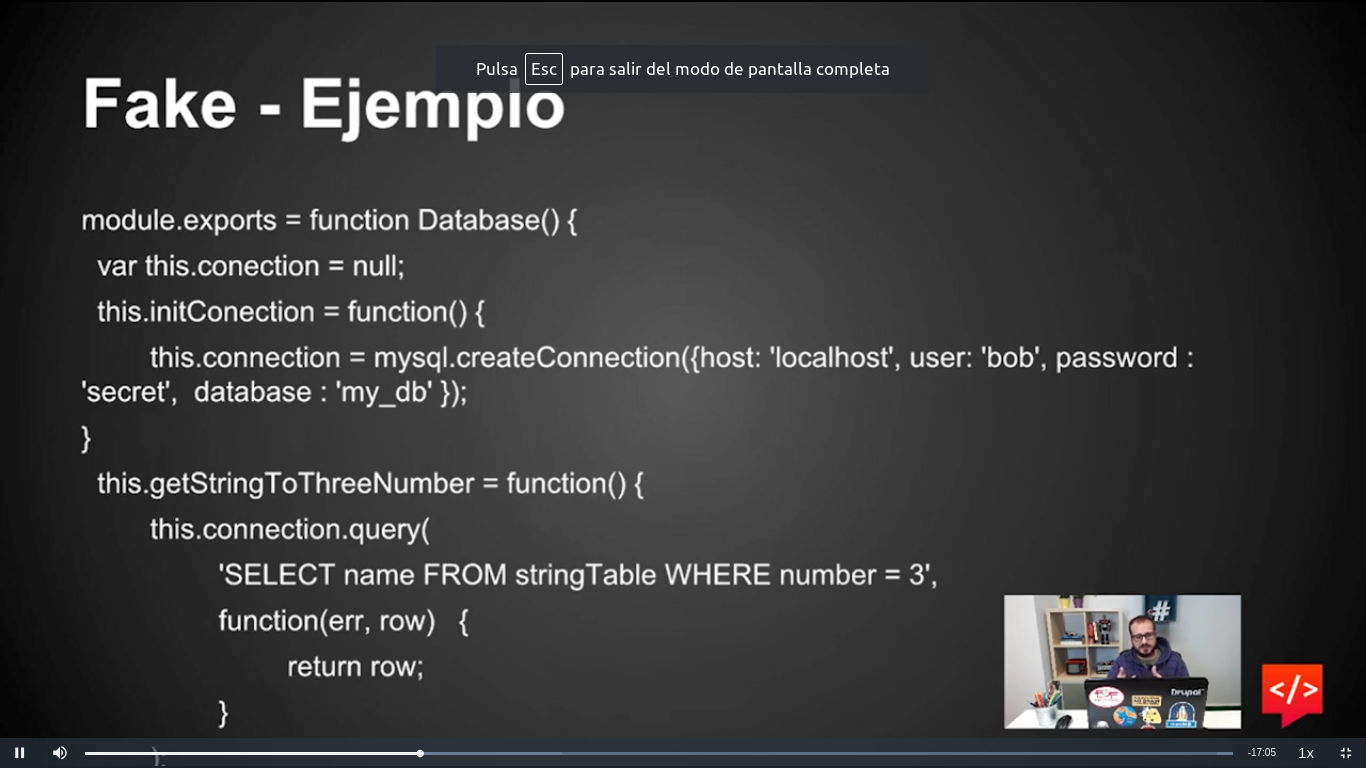 Pulsa Esc para salir del modo de pantalla completa
Fake - Ejemplo
module.exports = function Database() {
var this.conection = null;
this.initConection = function() {
this.connection = mysql.createConnection({host: 'localhost', user: 'bob', password :
'secret', database : 'my_db' });
}
this.getStringToThreeNumber = function() {
this.connection.query(
'SELECT name FROM stringTable WHERE number = 3',
function(err, row) {
return row;
}
);
#
Drupal
</>
-17:05
1x